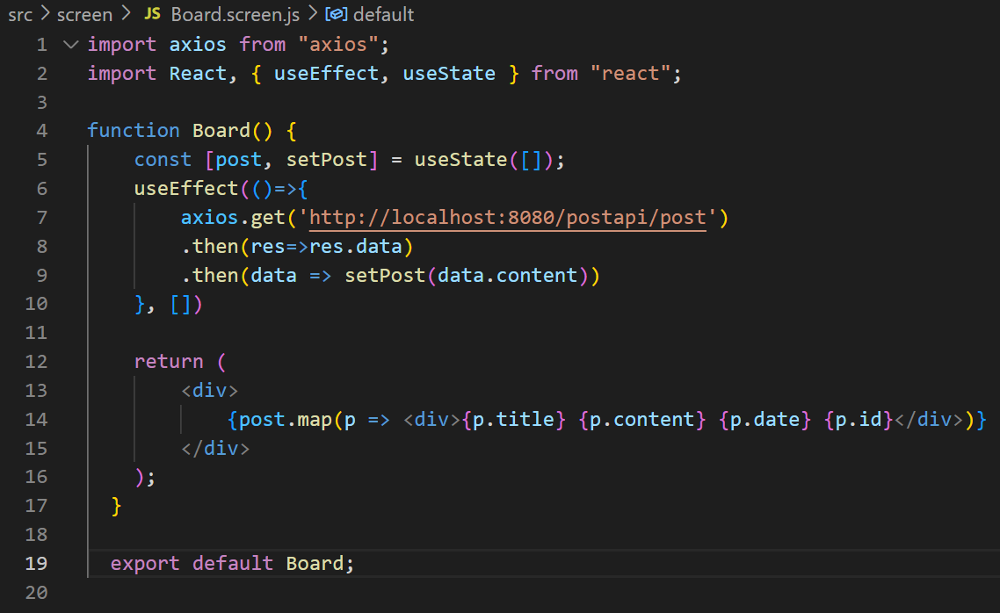 src > screen > JS Board.screen.js > default
1 import axios from "axios";
2 import React, { useEffect, useState } from "react";
3
4 function Board() {
5 const [post, setPost] = useState([]);
6 useEffect(()=>{
7 axios.get('http://localhost:8080/postapi/post')
8 .then(res=>res.data)
9 .then(data => setPost(data.content))
10 }, [])
11
12 return (
13 <div>
14 {post.map(p => <div>{p.title} {p.content} {p.date} {p.id}</div>)}
15 </div>
16 );
17 }
18
19 export default Board;
20